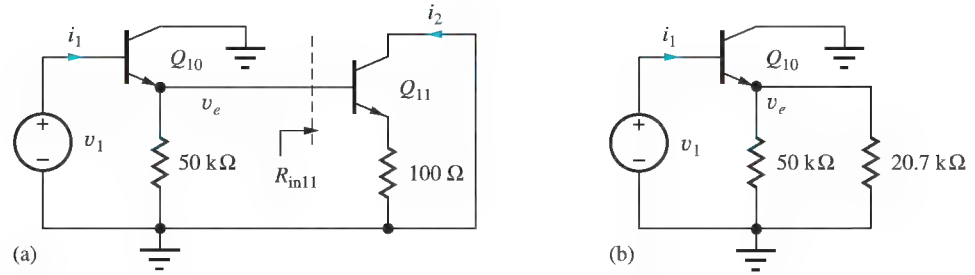 i1
Q10
ve
+
v1
−
50 kΩ
Rin11
i2
Q11
100 Ω
(a)
i1
Q10
ve
+
v1
−
50 kΩ
20.7 kΩ
(b)